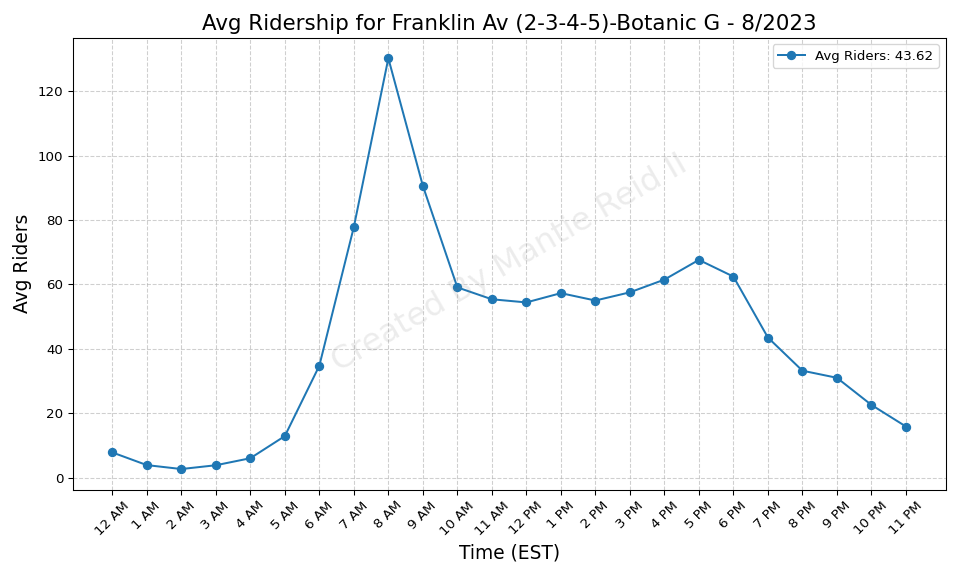 Avg Ridership for Franklin Av (2-3-4-5)-Botanic G - 8/2023
Avg Riders: 43.62
Created By Mantle Reid II
Avg Riders
120
100
80
60
40
20
0
12 AM
1 AM
2 AM
3 AM
4 AM
5 AM
6 AM
7 AM
8 AM
9 AM
10 AM
11 AM
12 PM
1 PM
2 PM
3 PM
4 PM
5 PM
6 PM
7 PM
8 PM
9 PM
10 PM
11 PM
Time (EST)